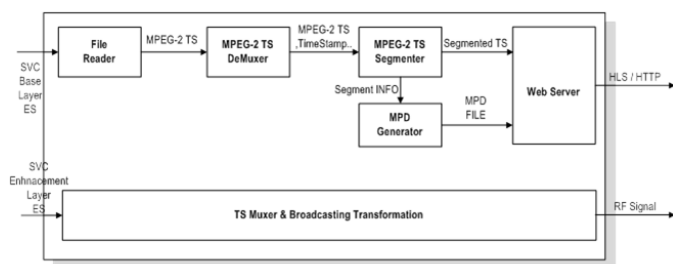 File
Reader
MPEG-2 TS
MPEG-2 TS
DeMuxer
MPEG-2 TS
,TimeStamp..
MPEG-2 TS
Segmenter
Segmented TS
Web Server
HLS / HTTP
SVC
Base
Layer
ES
Segment INFO
MPD
Generator
MPD
FILE
SVC
Enhnacement
Layer
ES
TS Muxer & Broadcasting Transformation
RF Signal